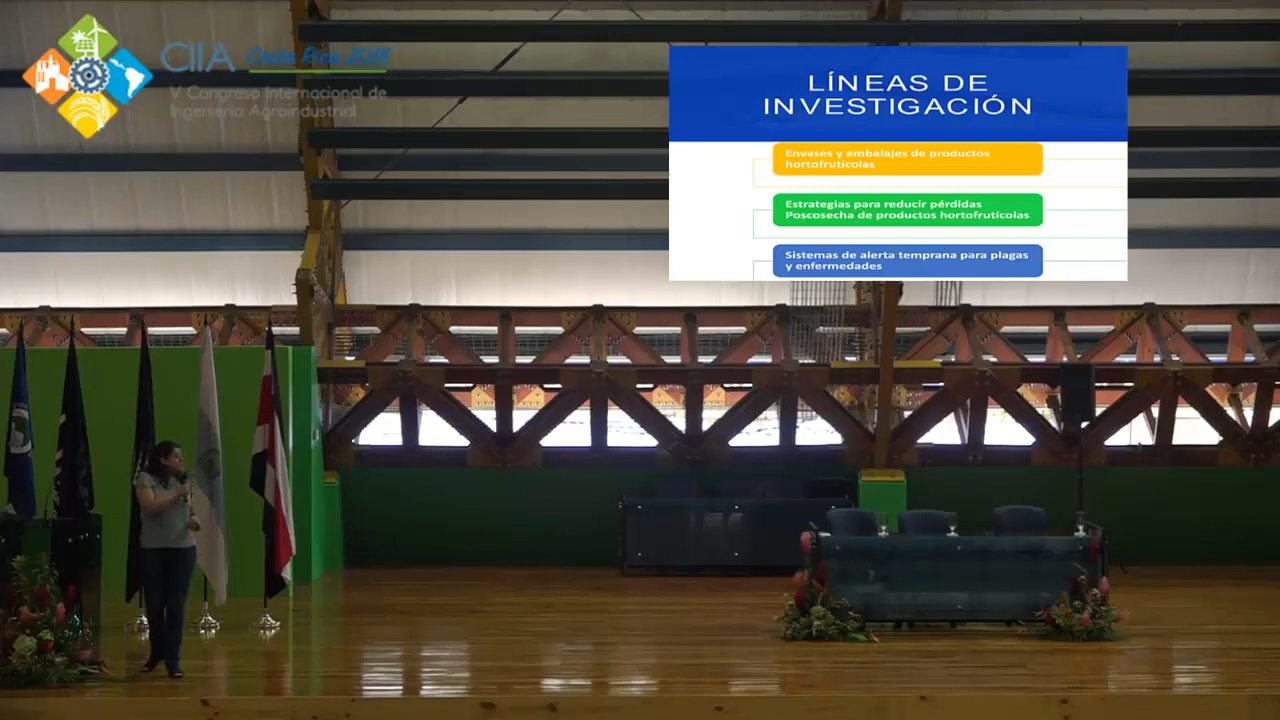 CIIA Costa Rica 2018
V Congreso Internacional de
Ingeniería Agroindustrial
LÍNEAS DE
INVESTIGACIÓN
Envases y embalajes de productos
hortofrutícolas
Estrategias para reducir pérdidas
Poscosecha de productos hortofrutícolas
Sistemas de alerta temprana para plagas
y enfermedades